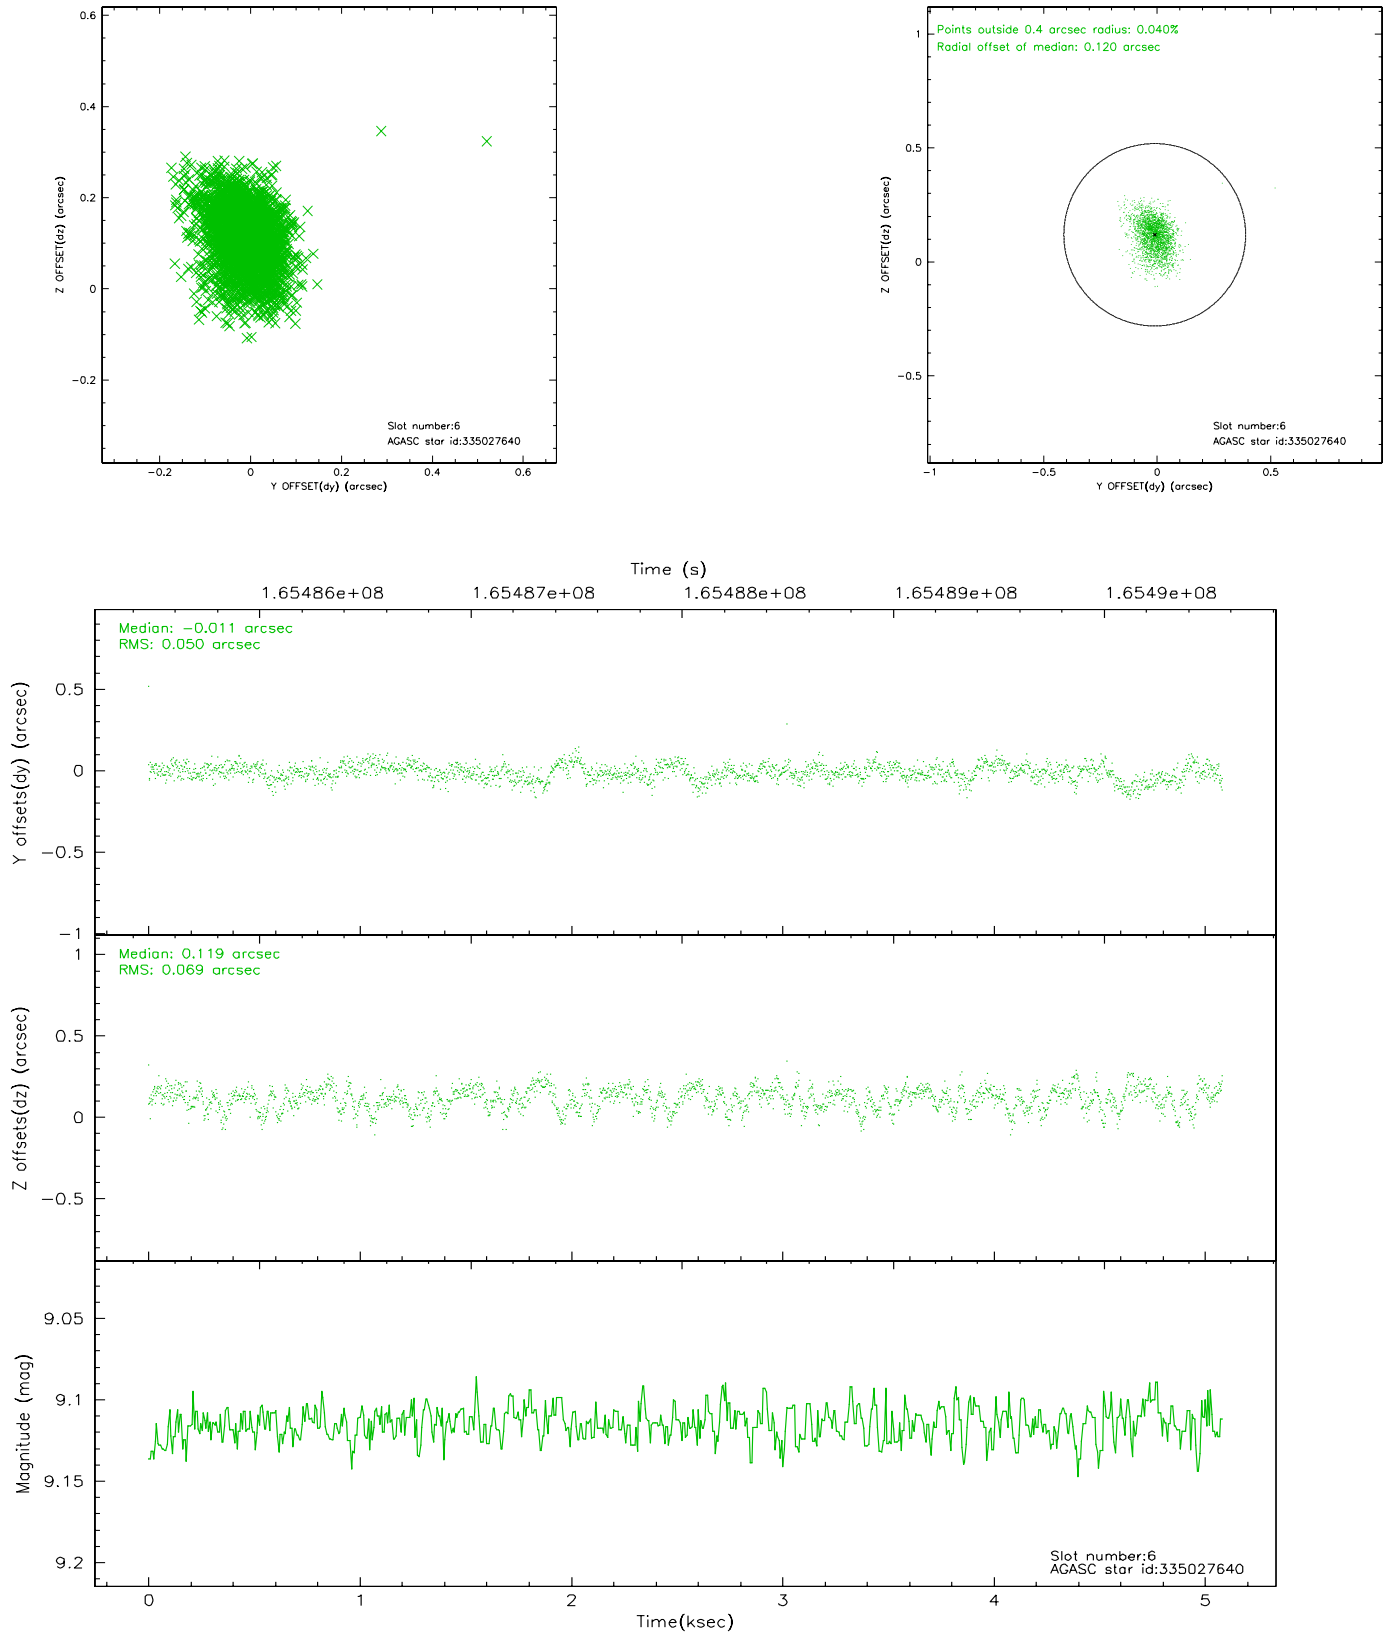 0.6
0.4
0.2
0
−0.2
Z OFFSET(dz) (arcsec)
Slot number:6
AGASC star id:335027640
−0.2 0 0.2 0.4 0.6
Y OFFSET(dy) (arcsec)
Points outside 0.4 arcsec radius: 0.040%
Radial offset of median: 0.120 arcsec
1
0.5
0
−0.5
Z OFFSET(dz) (arcsec)
Slot number:6
AGASC star id:335027640
−1 −0.5 0 0.5
Y OFFSET(dy) (arcsec)
Time (s)
1.65486e+08 1.65487e+08 1.65488e+08 1.65489e+08 1.6549e+08
Median: −0.011 arcsec
RMS: 0.050 arcsec
0.5
0
−0.5
−1
Y offsets(dy) (arcsec)
Median: 0.119 arcsec
RMS: 0.069 arcsec
1
0.5
0
−0.5
Z offsets(dz) (arcsec)
9.05
9.1
9.15
9.2
Magnitude (mag)
Slot number:6
AGASC star id:335027640
0 1 2 3 4 5
Time(ksec)